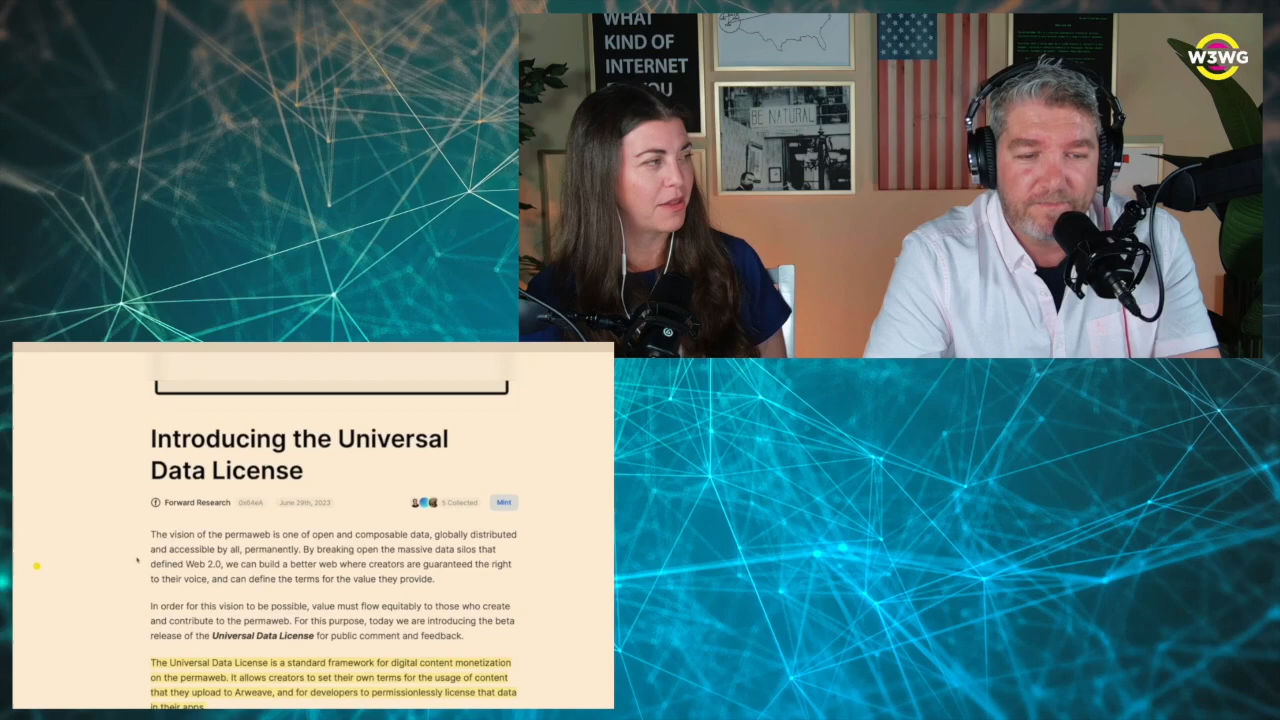 WHAT
KIND OF
INTERNET
YOU
BE NATURAL
W3WG
Introducing the Universal
Data License
Forward Research 0x64eA June 29th, 2023 5 Collected Mint
The vision of the permaweb is one of open and composable data, globally distributed
and accessible by all, permanently. By breaking open the massive data silos that
defined Web 2.0, we can build a better web where creators are guaranteed the right
to their voice, and can define the terms for the value they provide.
In order for this vision to be possible, value must flow equitably to those who create
and contribute to the permaweb. For this purpose, today we are introducing the beta
release of the Universal Data License for public comment and feedback.
The Universal Data License is a standard framework for digital content monetization
on the permaweb. It allows creators to set their own terms for the usage of content
that they upload to Arweave, and for developers to permissionlessly license that data
in their apps.